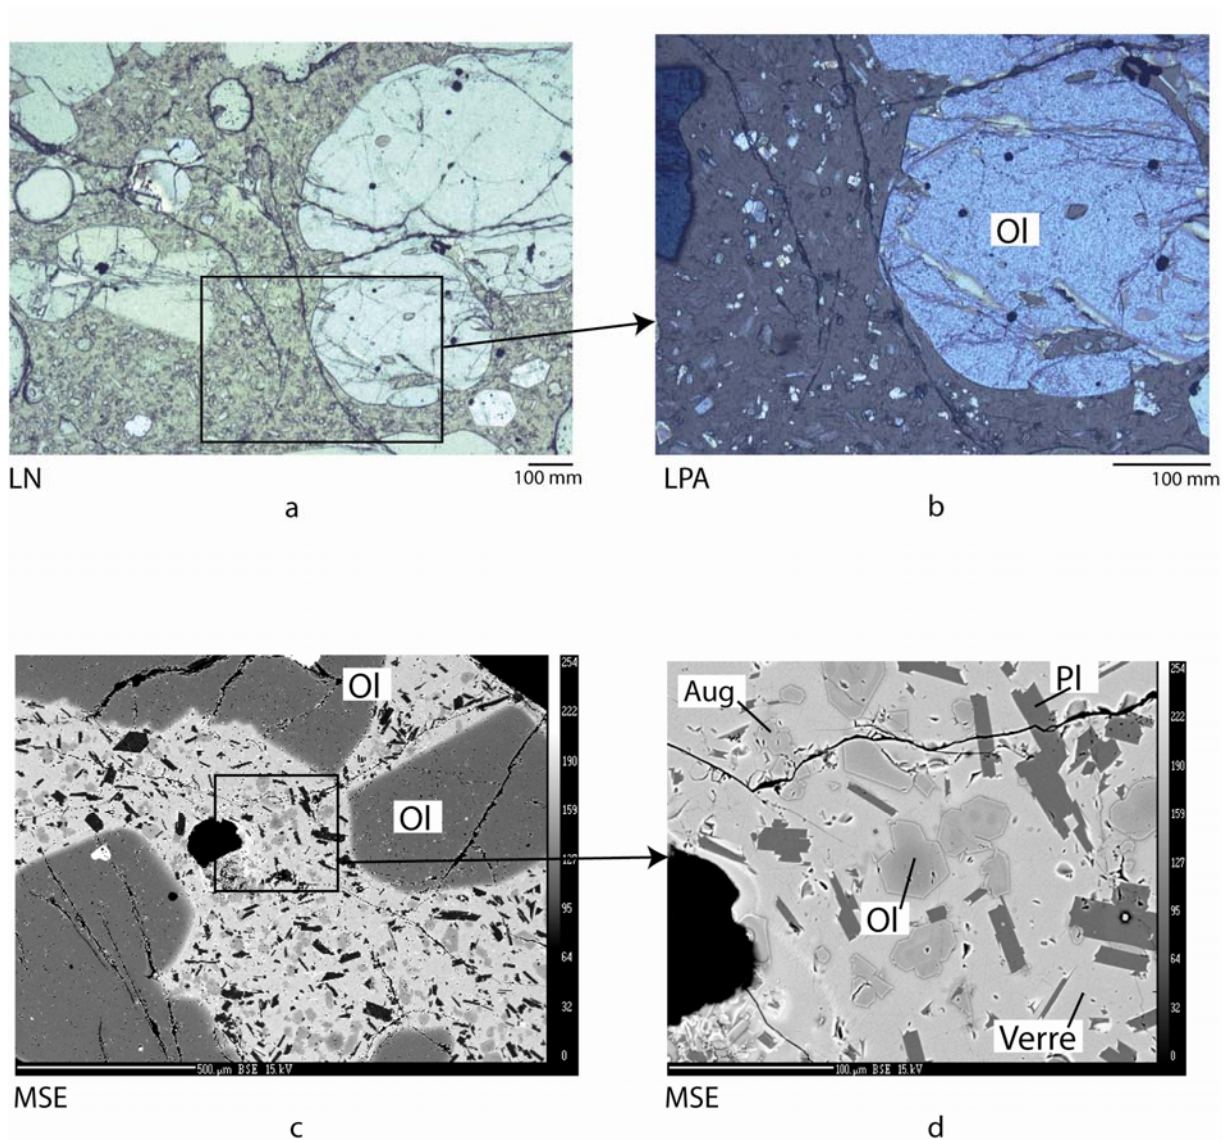 Ol
LN
100 mm
a
LPA
100 mm
b
Ol
Ol
254
222
190
159
127
95
64
32
0
500.µm BSE 15.kV
MSE
c
Aug
Pl
Ol
Verre
254
222
190
159
127
95
64
32
0
100.µm BSE 15.kV
MSE
d